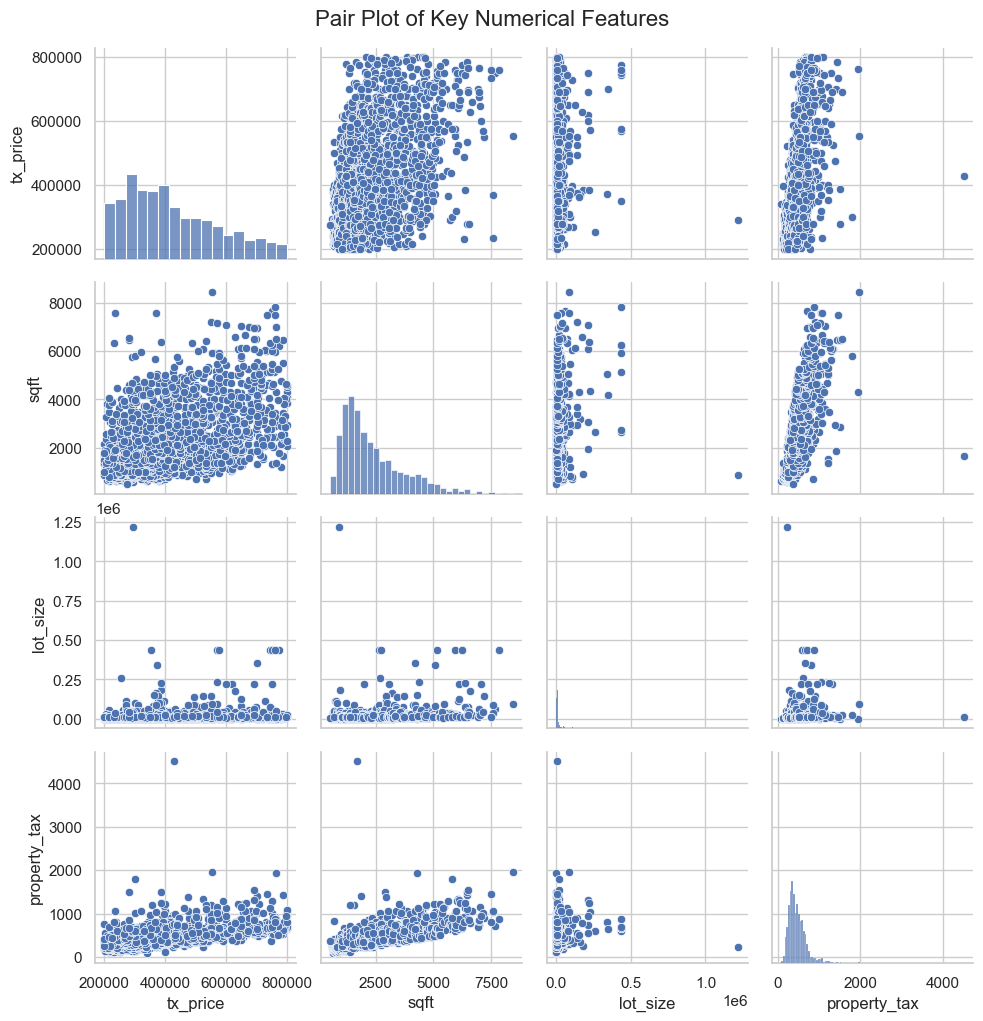 Pair Plot of Key Numerical Features
800000
600000
400000
200000
tx_price
8000
6000
4000
2000
sqft
1e6
1.25
1.00
0.75
0.50
0.25
0.00
lot_size
4000
3000
2000
1000
0
property_tax
200000 400000 600000 800000
tx_price
2500 5000 7500
sqft
0.0 0.5 1.0
1e6
lot_size
0 2000 4000
property_tax